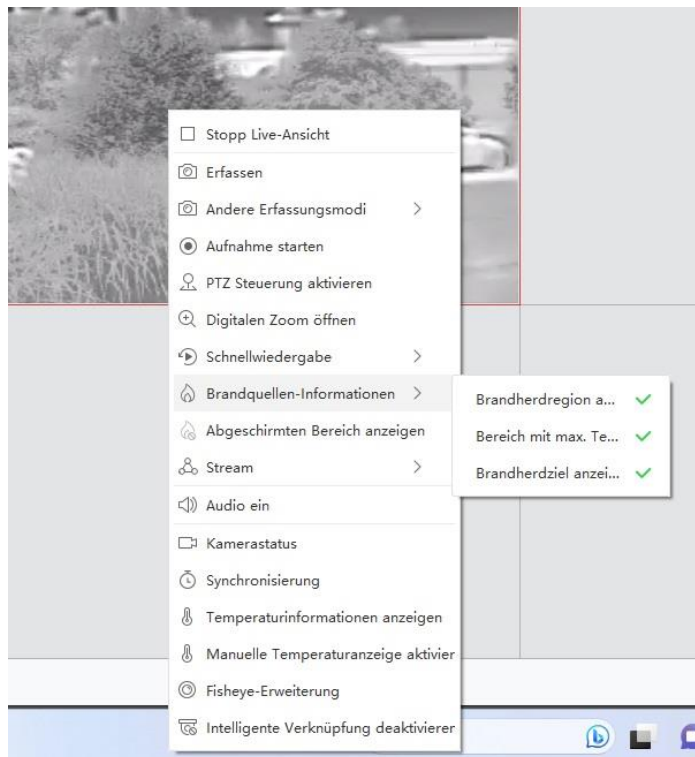 Stopp Live-Ansicht
Erfassen
Andere Erfassungsmodi
Aufnahme starten
PTZ Steuerung aktivieren
Digitalen Zoom öffnen
Schnellwiedergabe
Brandquellen-Informationen
Brandherdregion a...
Bereich mit max. Te...
Brandherdziel anzei...
Abgeschirmten Bereich anzeigen
Stream
Audio ein
Kamerastatus
Synchronisierung
Temperaturinformationen anzeigen
Manuelle Temperaturanzeige aktivier
Fisheye-Erweiterung
Intelligente Verknüpfung deaktivieren